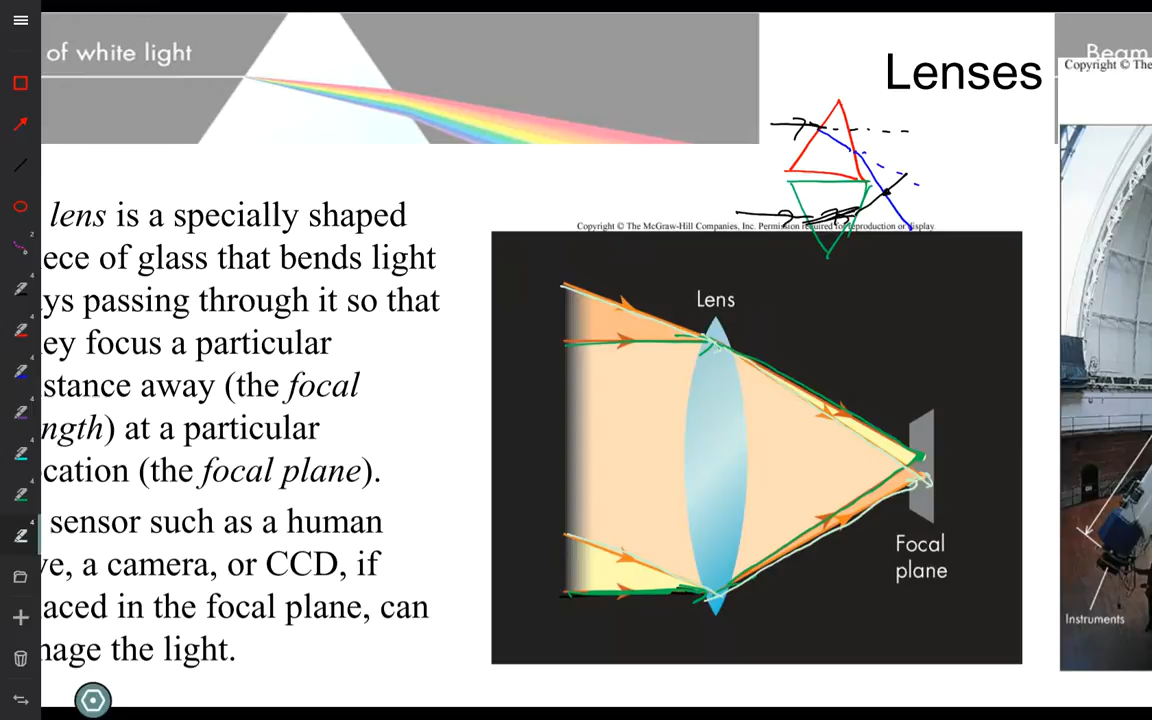 of white light
Lenses
Beam
Copyright © The
lens is a specially shaped
ece of glass that bends light
ys passing through it so that
ey focus a particular
stance away (the focal
ngth) at a particular
cation (the focal plane).
sensor such as a human
e, a camera, or CCD, if
aced in the focal plane, can
nage the light.
Copyright © The McGraw-Hill Companies, Inc. Permission required for reproduction or display.
Lens
Focal
plane
Instruments